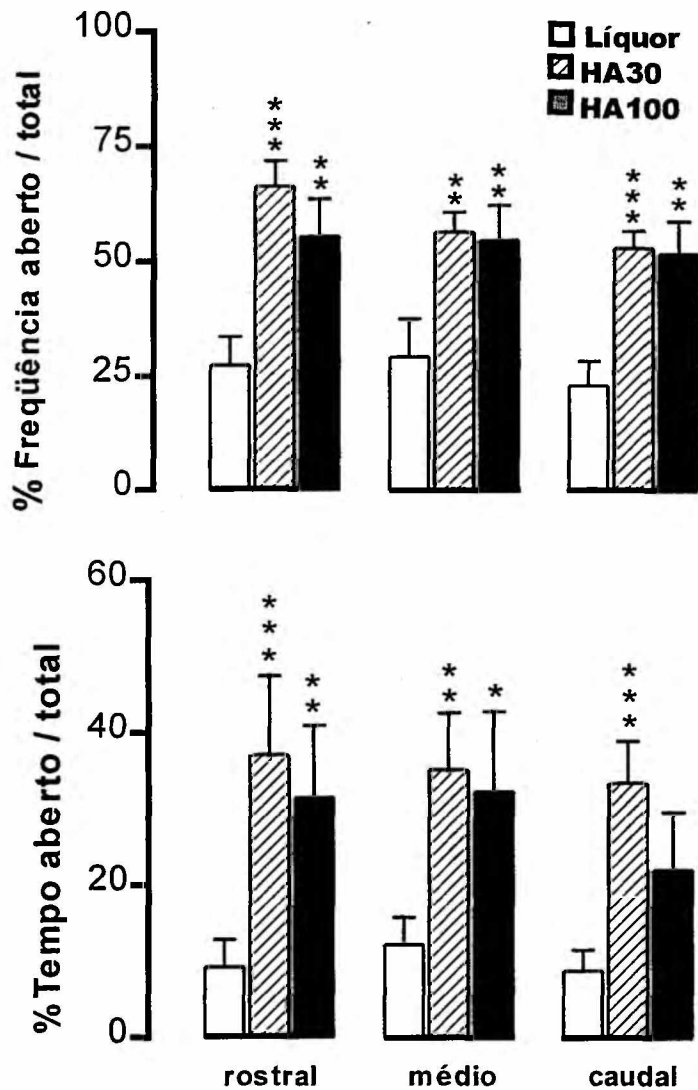 % Freqüência aberto / total
100
75
50
25
0
Líquor
HA30
HA100
***
**
**
**
***
**
% Tempo aberto / total
60
40
20
0
***
**
**
*
***
rostral
médio
caudal